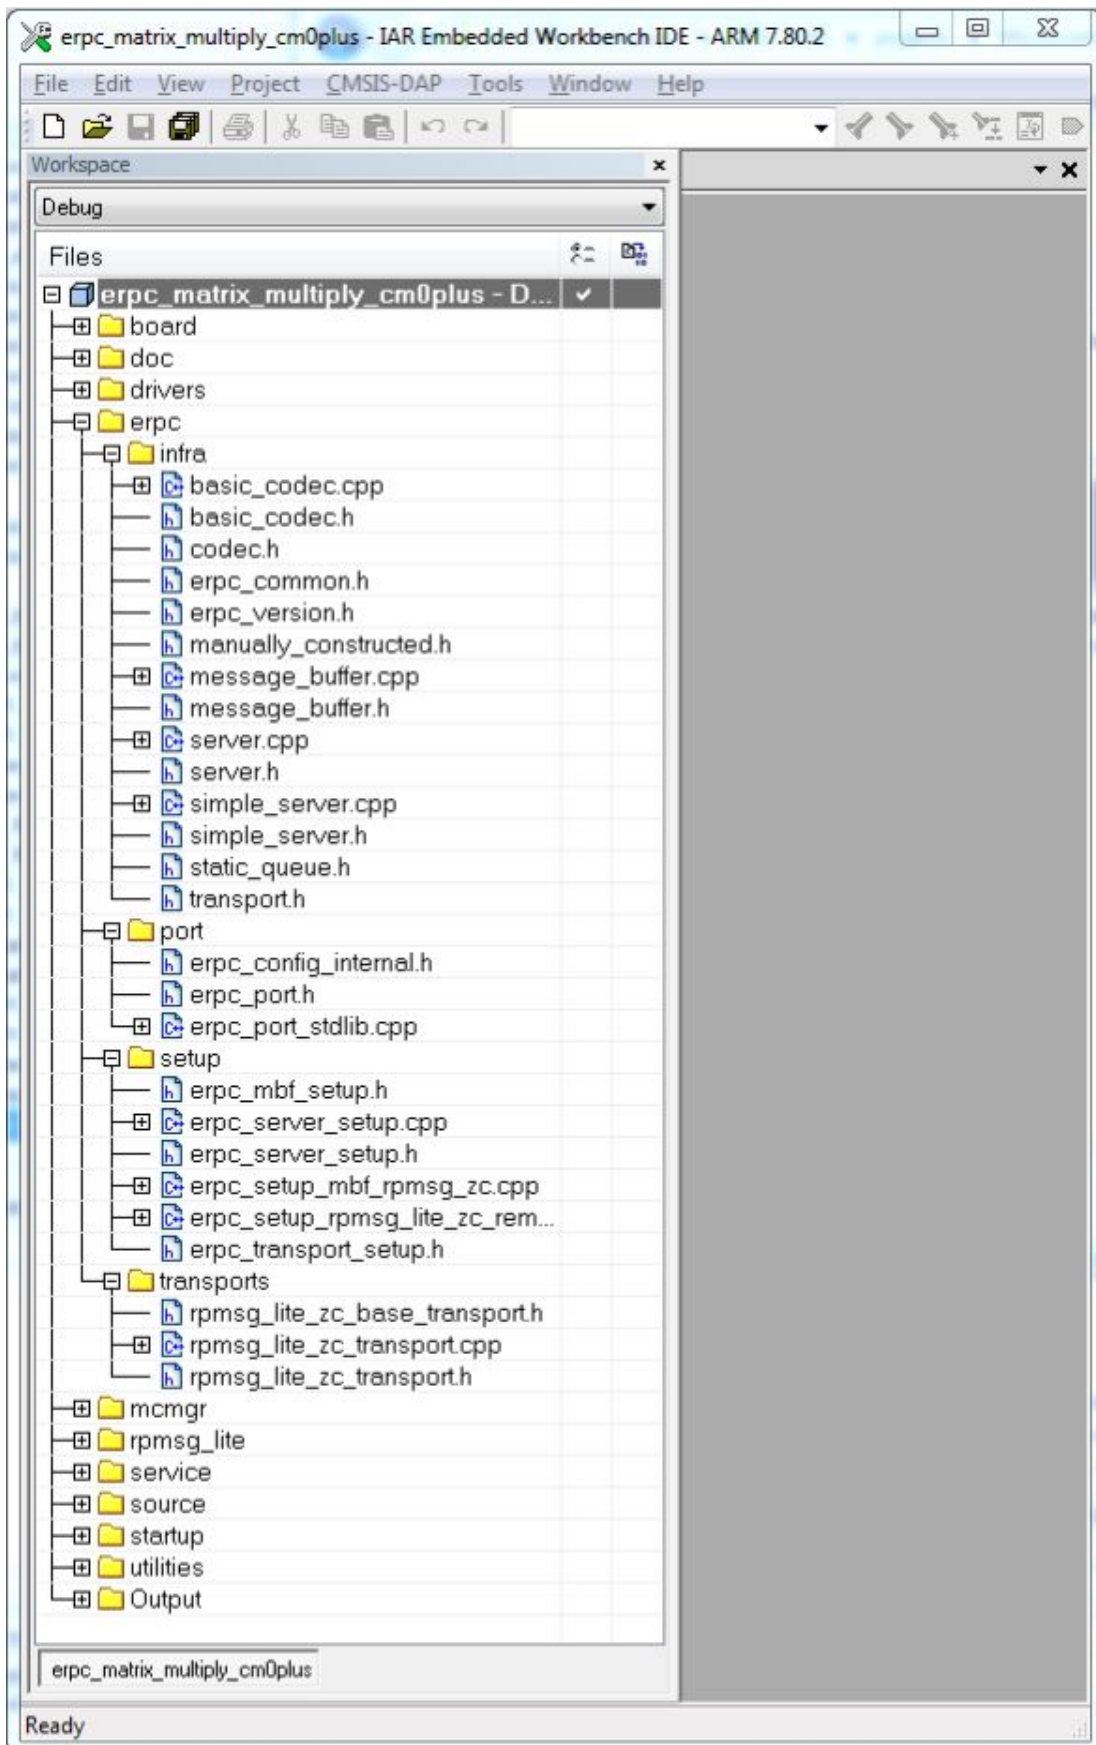 erpc_matrix_multiply_cm0plus - IAR Embedded Workbench IDE - ARM 7.80.2
File Edit View Project CMSIS-DAP Tools Window Help
Workspace
Debug
Files
erpc_matrix_multiply_cm0plus - D...
board
doc
drivers
erpc
infra
basic_codec.cpp
basic_codec.h
codec.h
erpc_common.h
erpc_version.h
manually_constructed.h
message_buffer.cpp
message_buffer.h
server.cpp
server.h
simple_server.cpp
simple_server.h
static_queue.h
transport.h
port
erpc_config_internal.h
erpc_port.h
erpc_port_stdlib.cpp
setup
erpc_mbf_setup.h
erpc_server_setup.cpp
erpc_server_setup.h
erpc_setup_mbf_rpmsg_zc.cpp
erpc_setup_rpmsg_lite_zc_rem...
erpc_transport_setup.h
transports
rpmsg_lite_zc_base_transport.h
rpmsg_lite_zc_transport.cpp
rpmsg_lite_zc_transport.h
mcmgr
rpmsg_lite
service
source
startup
utilities
Output
erpc_matrix_multiply_cm0plus
Ready